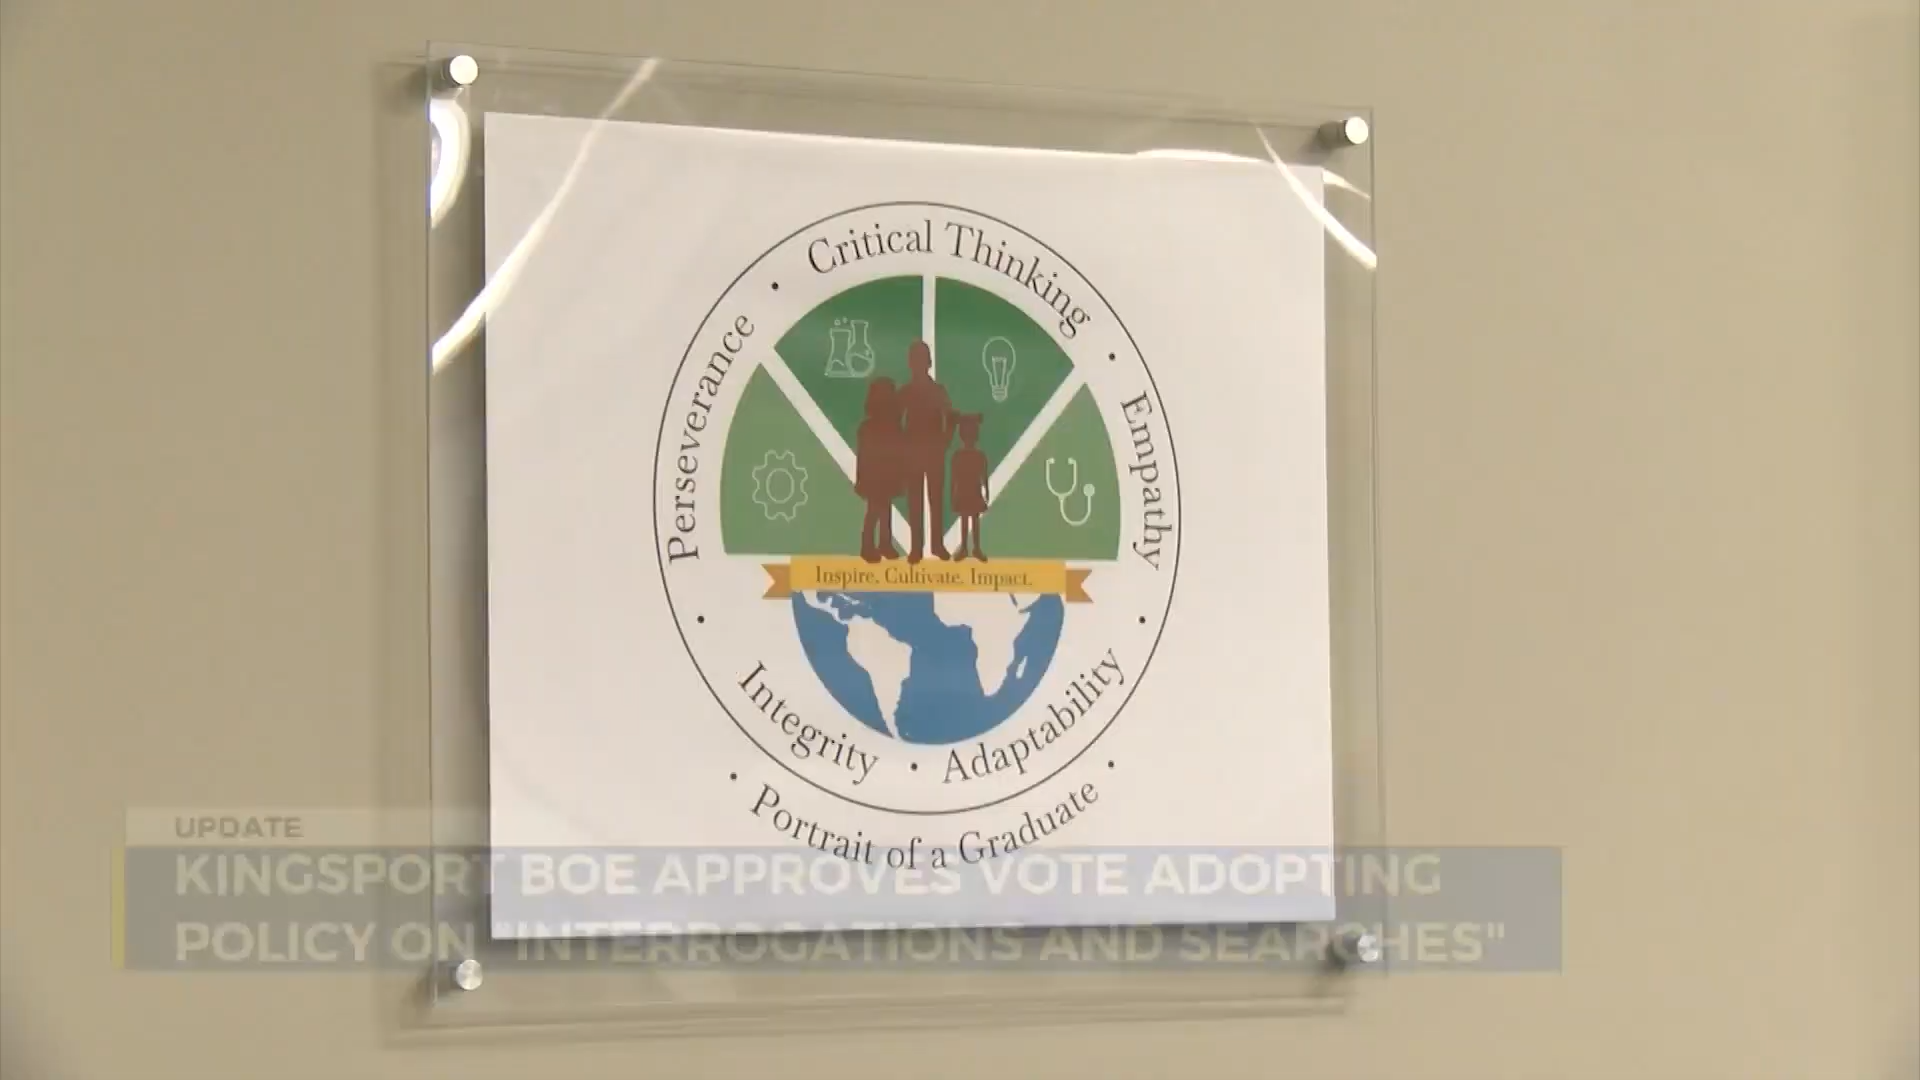 Critical Thinking
Perseverance
Empathy
Inspire. Cultivate. Impact.
Integrity • Adaptability
• Portrait of a Graduate •
UPDATE
KINGSPORT BOE APPROVES VOTE ADOPTING
POLICY ON "INTERROGATIONS AND SEARCHES"